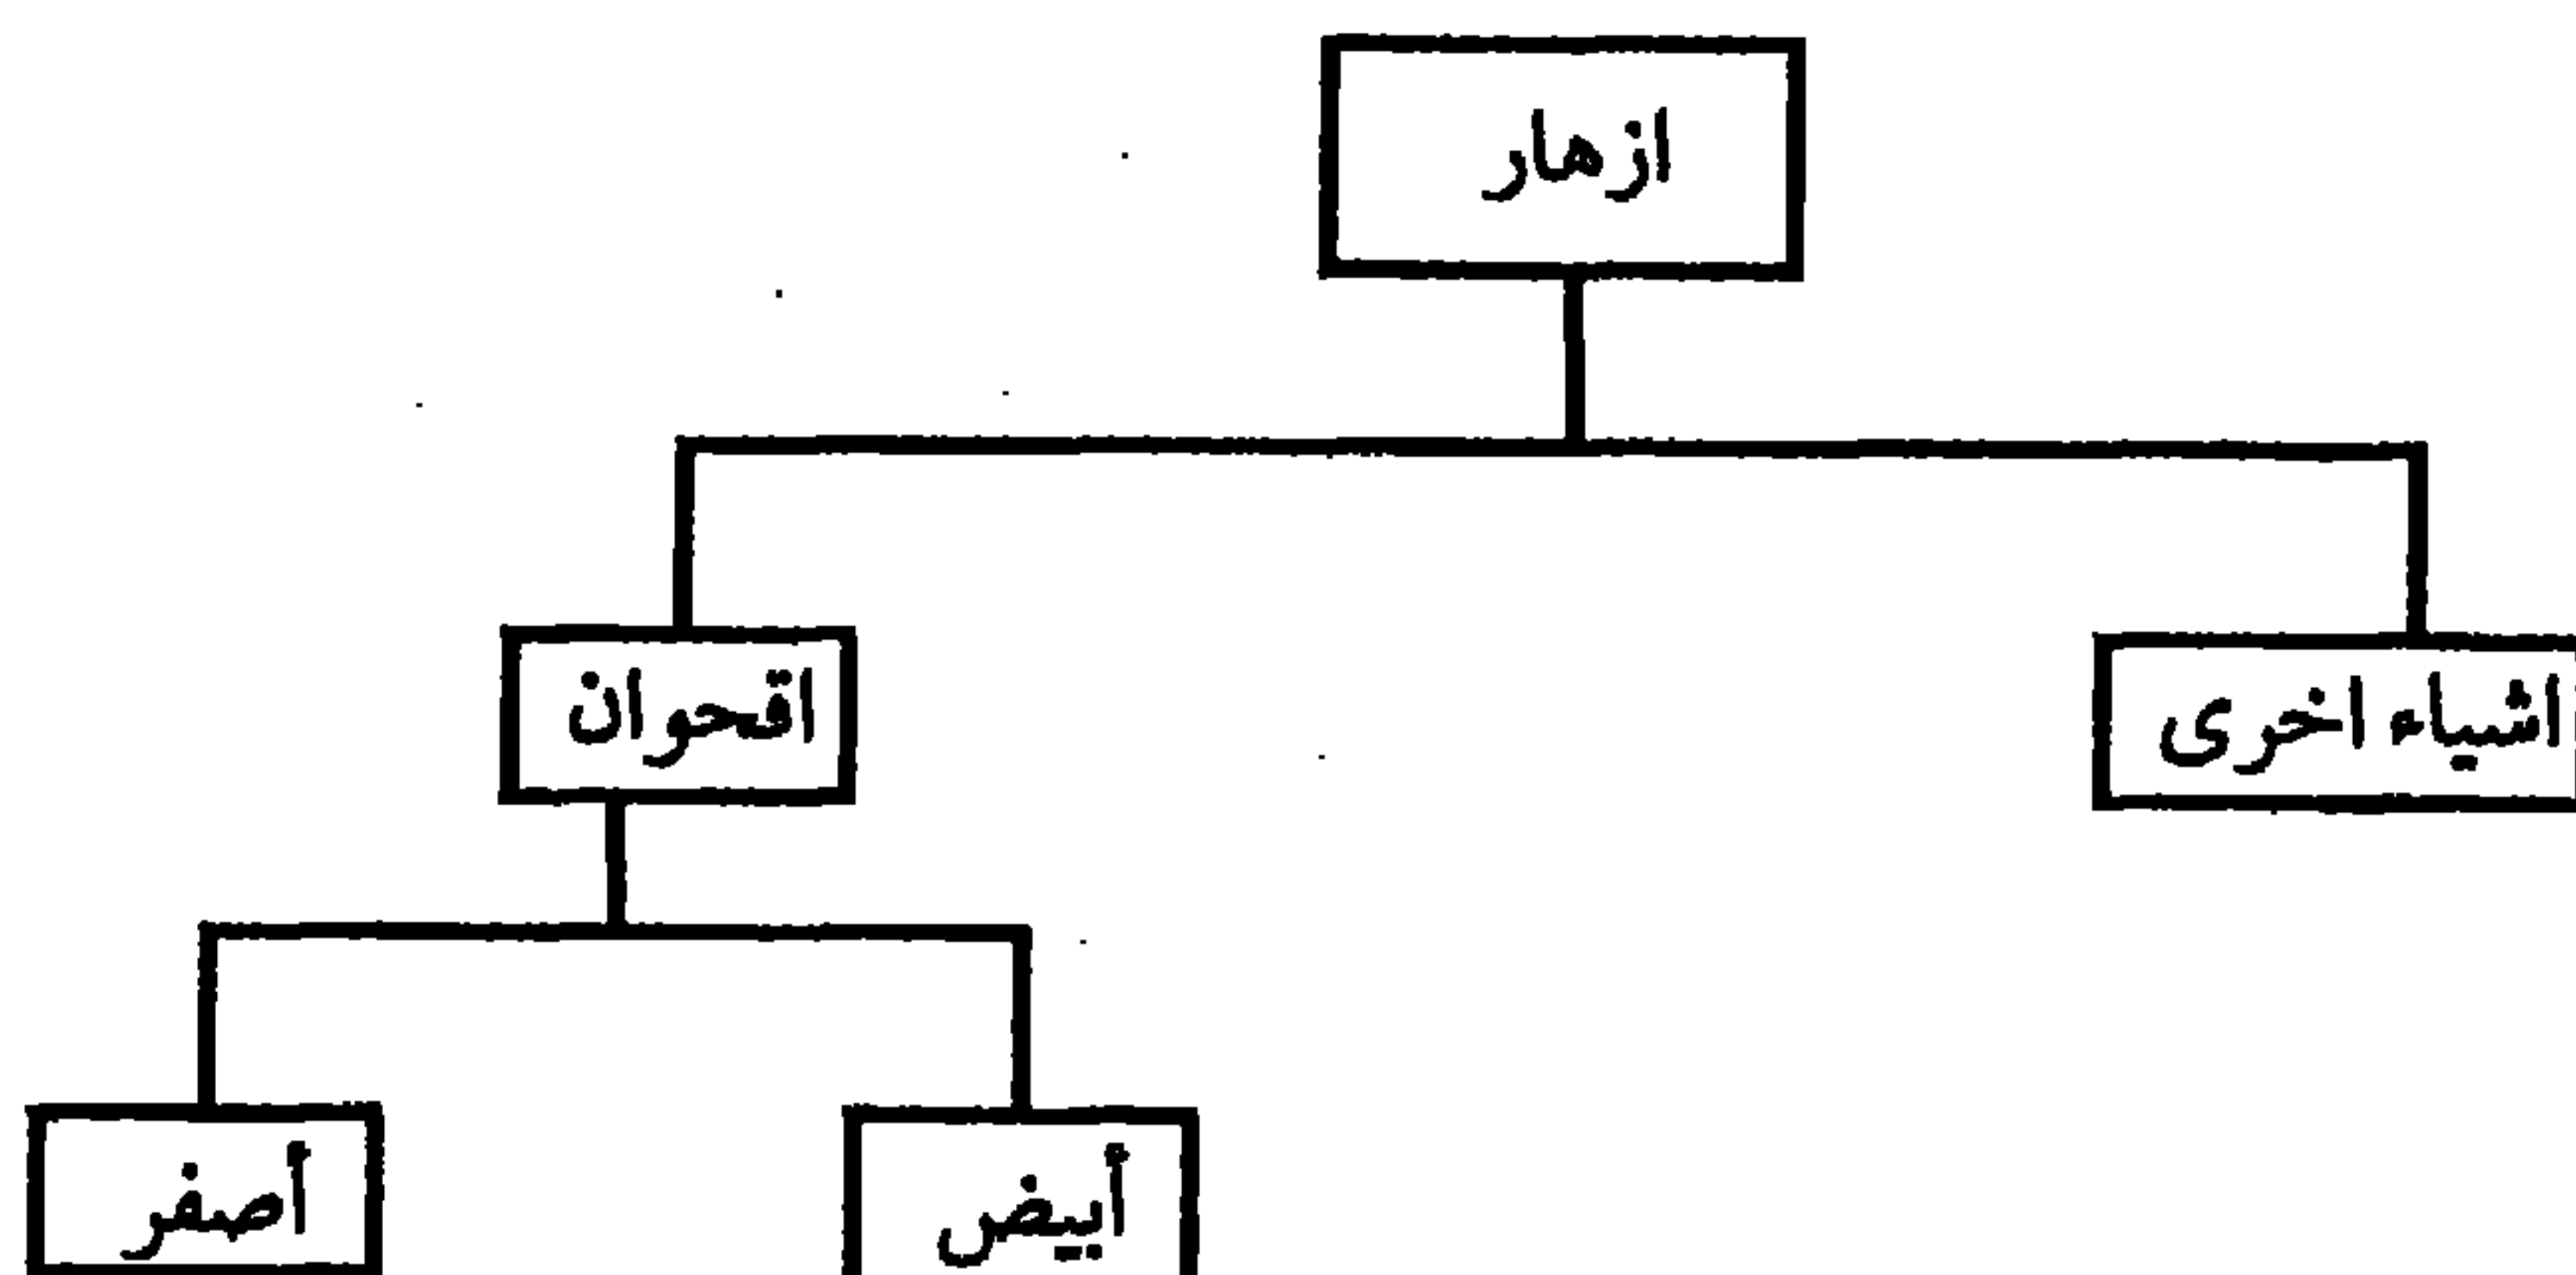 ازهار
اشياء اخرى
اقحوان
أبيض
أصفر